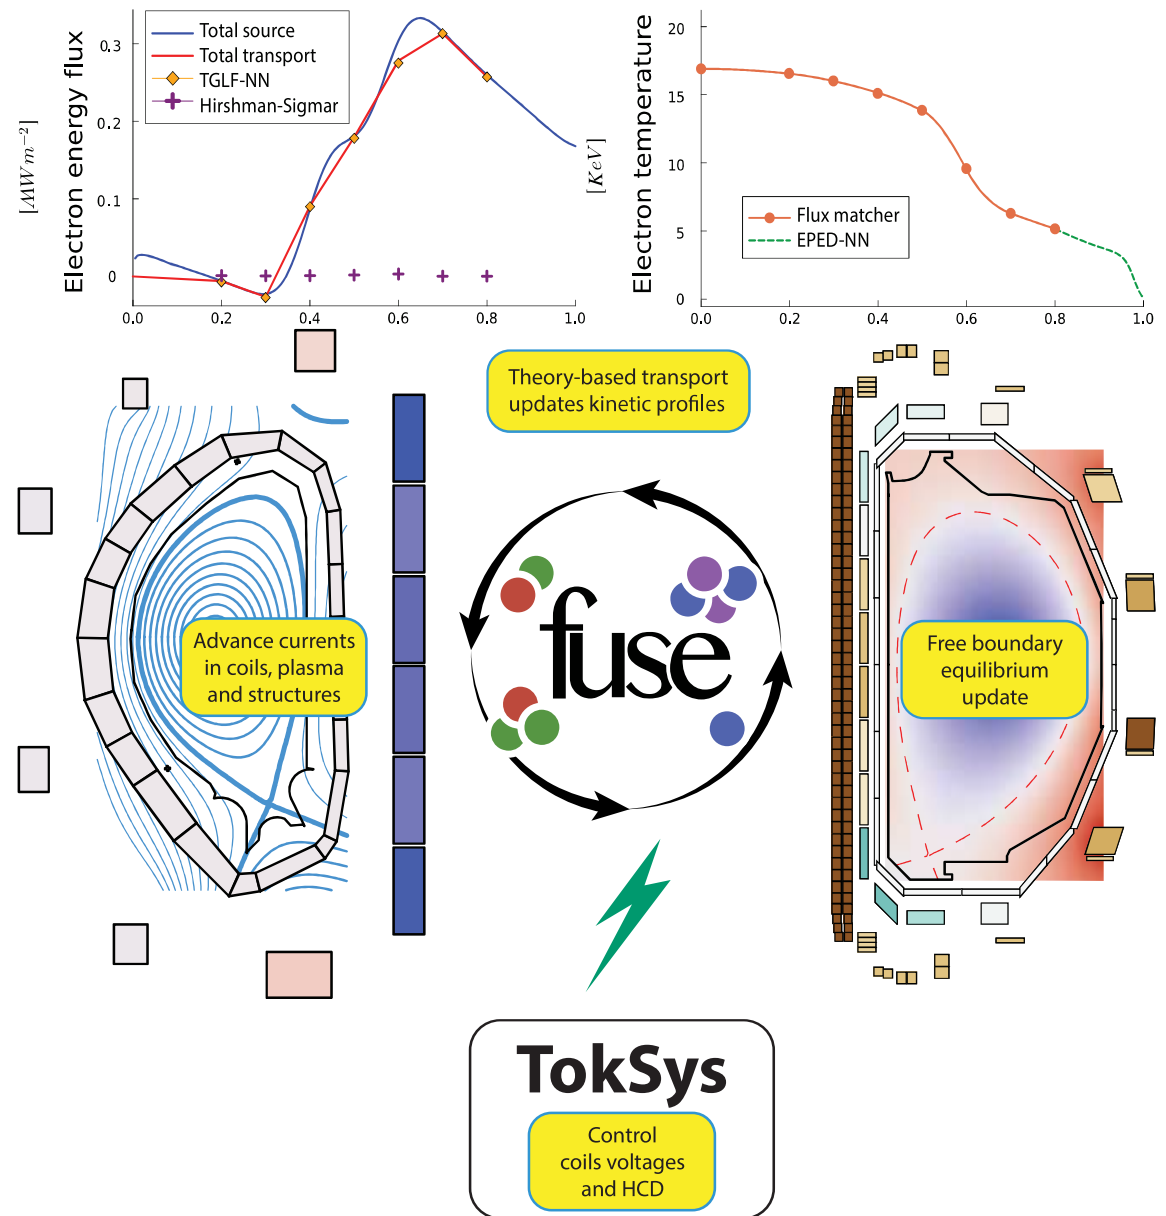 Electron energy flux
[MWm⁻²]
0.3
0.2
0.1
0
Total source
Total transport
TGLF-NN
Hirshman-Sigmar
0.0
0.2
0.4
0.6
0.8
1.0
Electron temperature
[KeV]
20
15
10
5
0
Flux matcher
EPED-NN
0.0
0.2
0.4
0.6
0.8
1.0
Theory-based transport
updates kinetic profiles
Advance currents
in coils, plasma
and structures
fuse
Free boundary
equilibrium
update
TokSys
Control
coils voltages
and HCD